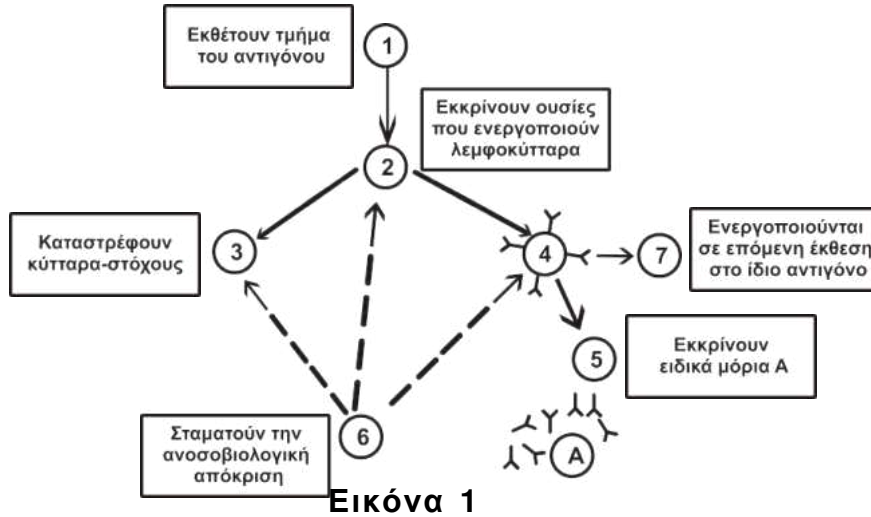 Εκθέτουν τμήμα
του αντιγόνου
1
Εκκρίνουν ουσίες
που ενεργοποιούν
λεμφοκύτταρα
2
Καταστρέφουν
κύτταρα-στόχους
3
4
7
Ενεργοποιούνται
σε επόμενη έκθεση
στο ίδιο αντιγόνο
5
Εκκρίνουν
ειδικά μόρια Α
Σταματούν την
ανοσοβιολογική
απόκριση
6
Α
Εικόνα 1